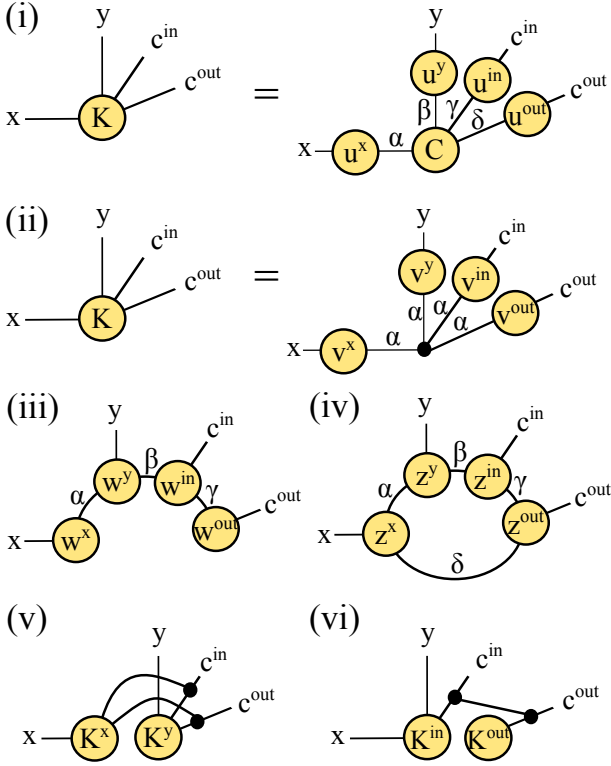 (i)
y
c^in
c^out
x
K
=
y
c^in
c^out
u^y
u^in
u^out
β
γ
δ
x
u^x
α
C
(ii)
y
c^in
c^out
x
K
=
y
c^in
c^out
v^y
v^in
v^out
α
α
α
x
v^x
α
(iii)
y
c^in
c^out
w^y
β
w^in
α
γ
w^out
x
w^x
(iv)
y
c^in
c^out
z^y
β
z^in
α
γ
z^out
x
z^x
δ
(v)
y
c^in
c^out
x
K^x
K^y
(vi)
y
c^in
c^out
x
K^in
K^out